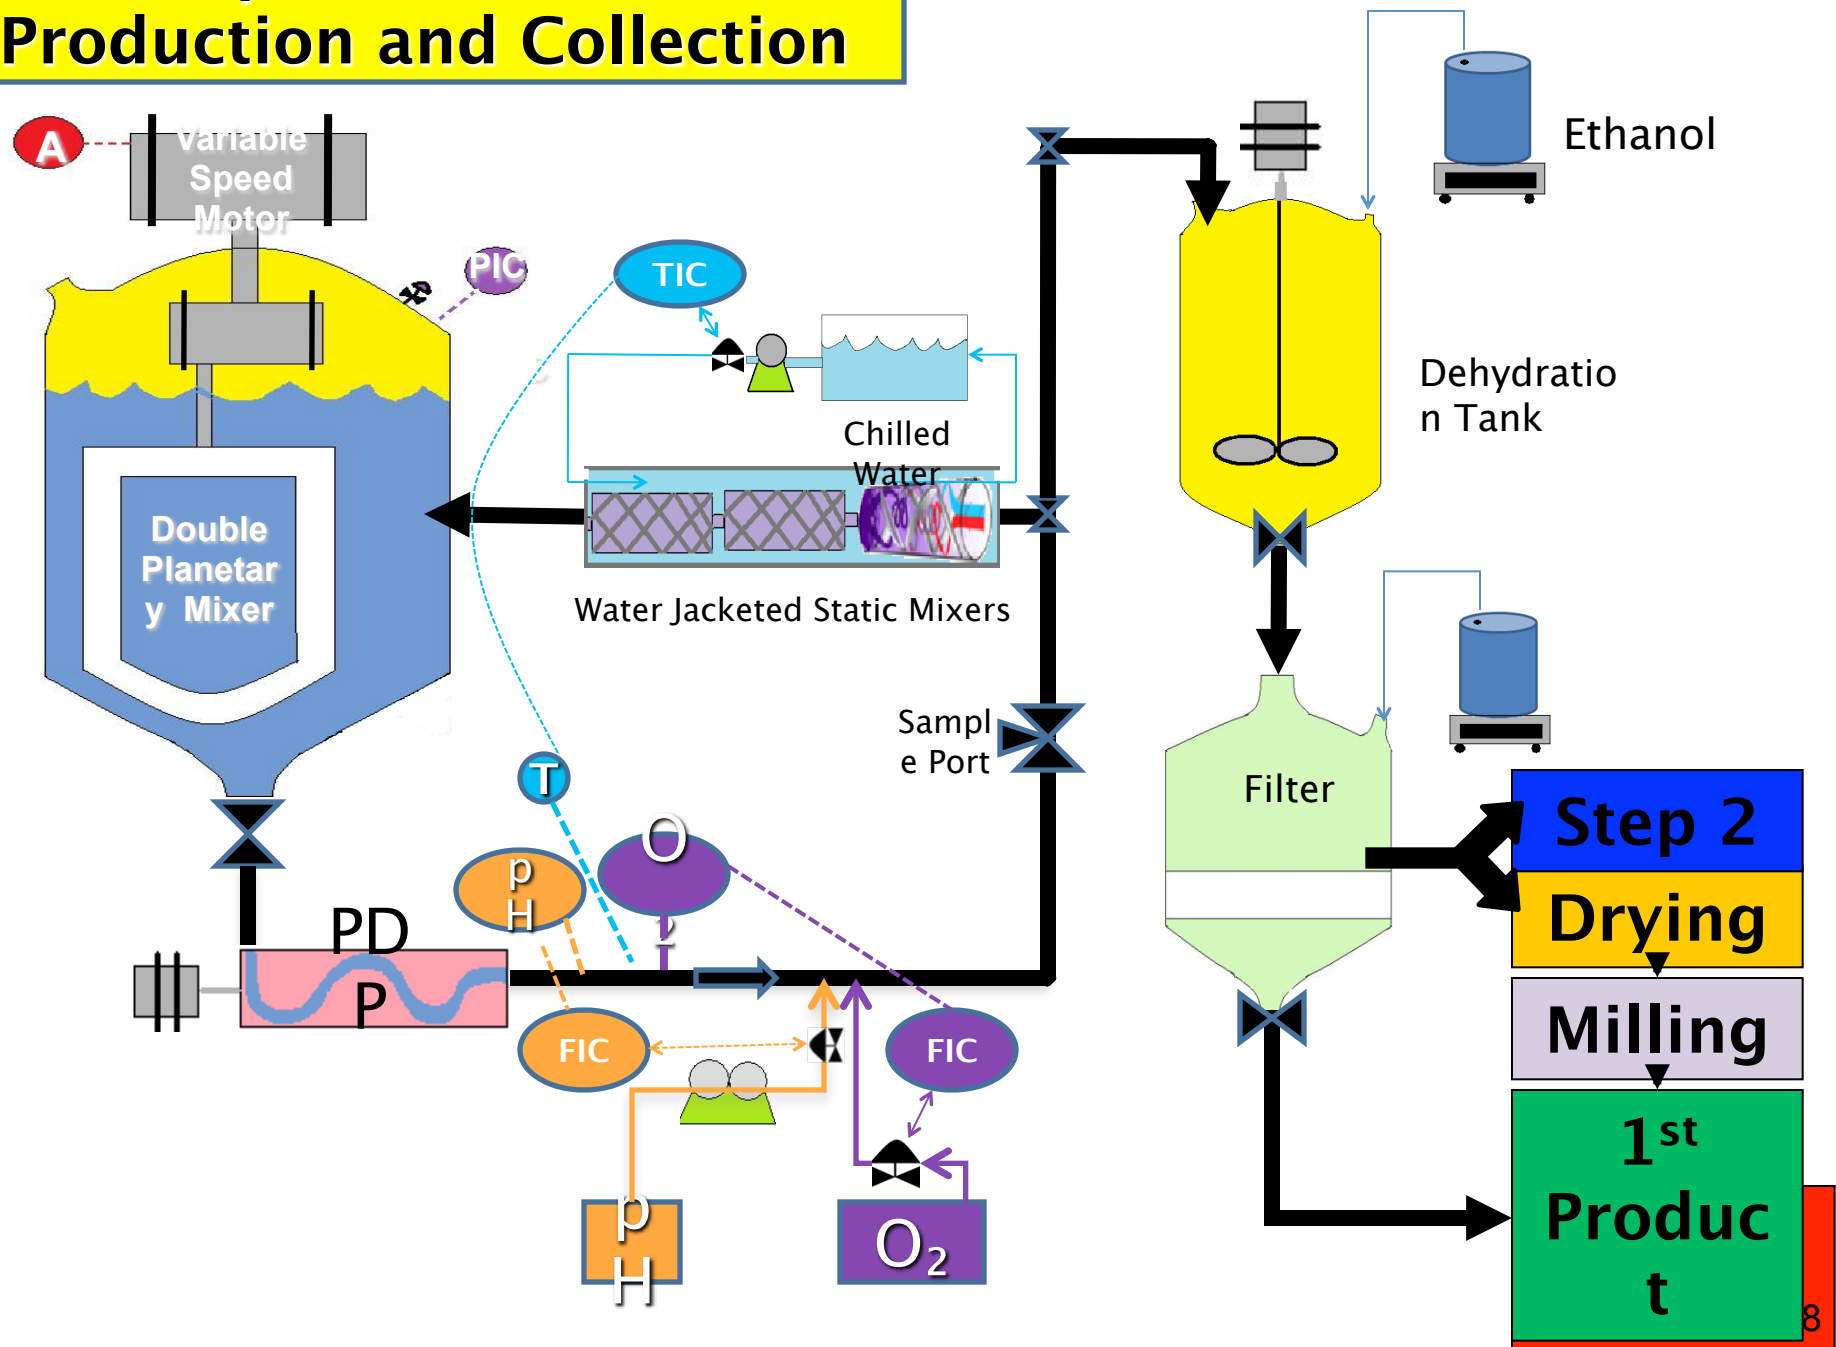 Production and Collection
A
Variable
Speed
Motor
PIC
TIC
Ethanol
Dehydratio
n Tank
Chilled
Water
Double
Planetar
y Mixer
Water Jacketed Static Mixers
Sampl
e Port
T
O
2
p
H
PD
P
Filter
Step 2
Drying
FIC
FIC
Milling
1st
Produc
t
p
H
O2
8